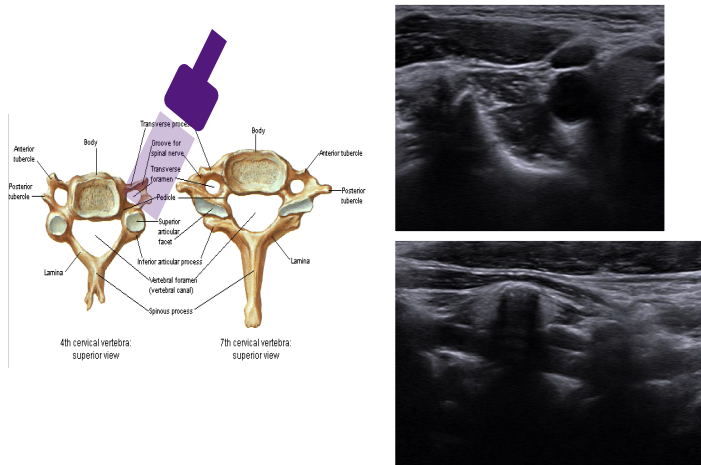 Transverse proces
Body
Groove for
spinal nerve
Anterior
tubercle
Body
Anterior tubercle
Transverse
foramen
Posterior
tubercle
Pedicle
Posterior
tubercle
Superior
articular
facet
Lamina
Inferior articular process
Lamina
Vertebral foramen
(vertebral canal)
Spinous process
4th cervical vertebra:
superior view
7th cervical vertebra:
superior view